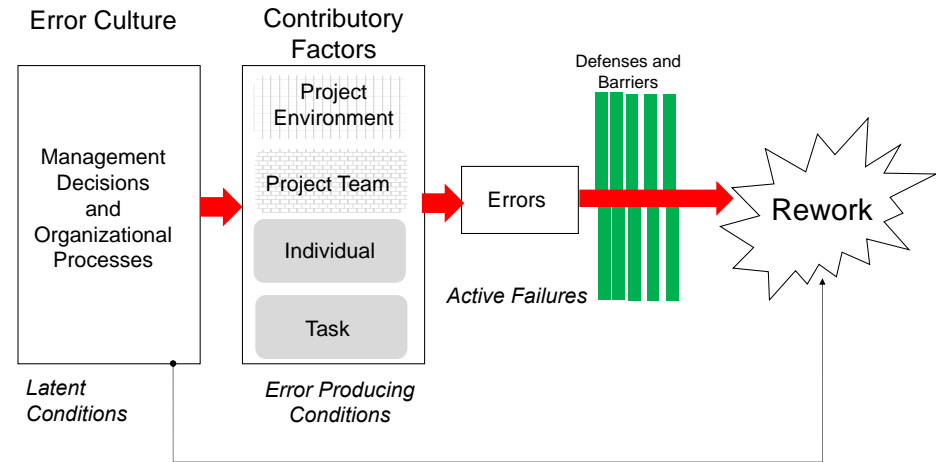 Error Culture
Contributory
Factors
Management
Decisions
and
Organizational
Processes
Project
Environment
Project Team
Individual
Task
Errors
Defenses and
Barriers
Rework
Active Failures
Latent
Conditions
Error Producing
Conditions